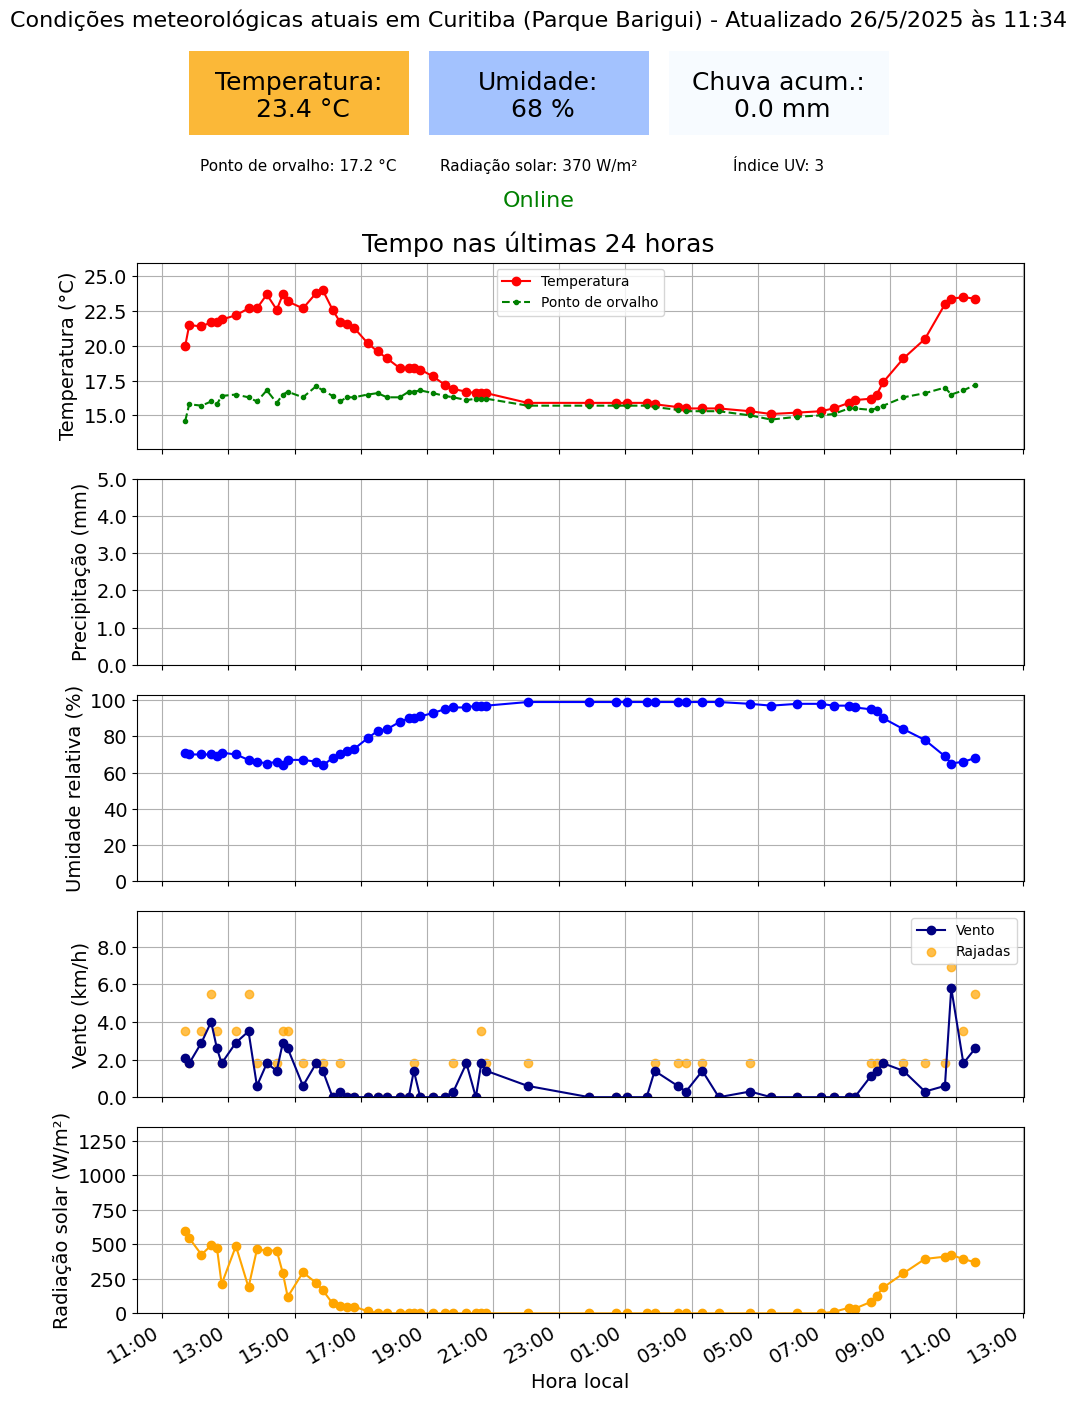 Condições meteorológicas atuais em Curitiba (Parque Barigui) - Atualizado 26/5/2025 às 11:34
Temperatura:
23.4 °C
Umidade:
68 %
Chuva acum.:
0.0 mm
Ponto de orvalho: 17.2 °C
Radiação solar: 370 W/m²
Índice UV: 3
Online
Tempo nas últimas 24 horas
Temperatura (°C)
25.0
22.5
20.0
17.5
15.0
Temperatura
Ponto de orvalho
Precipitação (mm)
5.0
4.0
3.0
2.0
1.0
0.0
Umidade relativa (%)
100
80
60
40
20
0
Vento (km/h)
8.0
6.0
4.0
2.0
0.0
Vento
Rajadas
Radiação solar (W/m²)
1250
1000
750
500
250
0
11:00
13:00
15:00
17:00
19:00
21:00
23:00
01:00
03:00
05:00
07:00
09:00
11:00
13:00
Hora local